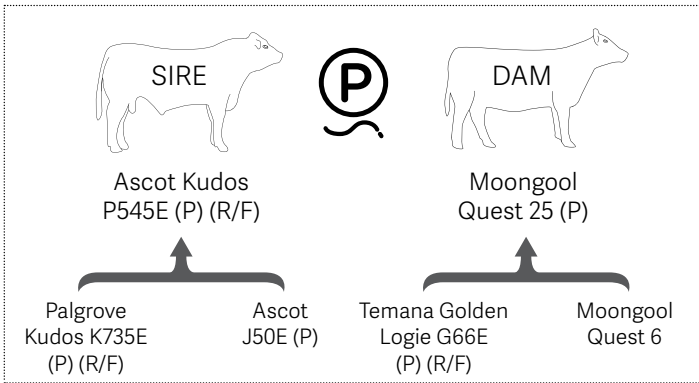 SIRE
P
DAM
Ascot Kudos
P545E (P) (R/F)
Moongool
Quest 25 (P)
Palgrove
Kudos K735E
(P) (R/F)
Ascot
J50E (P)
Temana Golden
Logie G66E
(P) (R/F)
Moongool
Quest 6